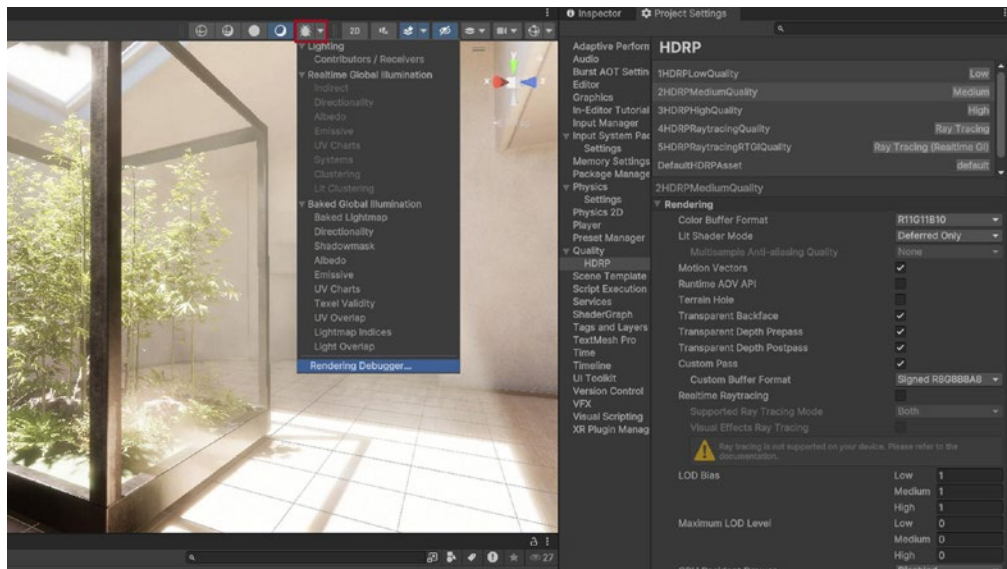 Inspector
Project Settings
2D
Lighting
Contributors / Receivers
Realtime Global Illumination
Indirect
Directionality
Albedo
Emissive
UV Charts
Systems
Clustering
Lit Clustering
Baked Global Illumination
Baked Lightmap
Directionality
Shadowmask
Albedo
Emissive
UV Charts
Texel Validity
UV Overlap
Lightmap Indices
Light Overlap
Rendering Debugger...
27
Adaptive Perform
Audio
Burst AOT Settin
Editor
Graphics
In-Editor Tutorial
Input Manager
Input System Pac
Settings
Memory Settings
Package Manage
Physics
Settings
Physics 2D
Player
Preset Manager
Quality
HDRP
Scene Template
Script Execution
Services
ShaderGraph
Tags and Layers
TextMesh Pro
Time
Timeline
UI Toolkit
Version Control
VFX
Visual Scripting
XR Plugin Manag
HDRP
1HDRPLowQuality Low
2HDRPMediumQuality Medium
3HDRPHighQuality High
4HDRPRaytracingQuality Ray Tracing
5HDRPRaytracingRTGIQuality Ray Tracing (Realtime GI)
DefaultHDRPAsset default
2HDRPMediumQuality
Rendering
Color Buffer Format R11G11B10
Lit Shader Mode Deferred Only
Multisample Anti-aliasing Quality None
Motion Vectors
Runtime AOV API
Terrain Hole
Transparent Backface
Transparent Depth Prepass
Transparent Depth Postpass
Custom Pass
Custom Buffer Format Signed R8G8B8A8
Realtime Raytracing
Supported Ray Tracing Mode Both
Visual Effects Ray Tracing
Ray tracing is not supported on your device. Please refer to the
documentation.
LOD Bias Low 1
Medium 1
High 1
Maximum LOD Level Low 0
Medium 0
High 0